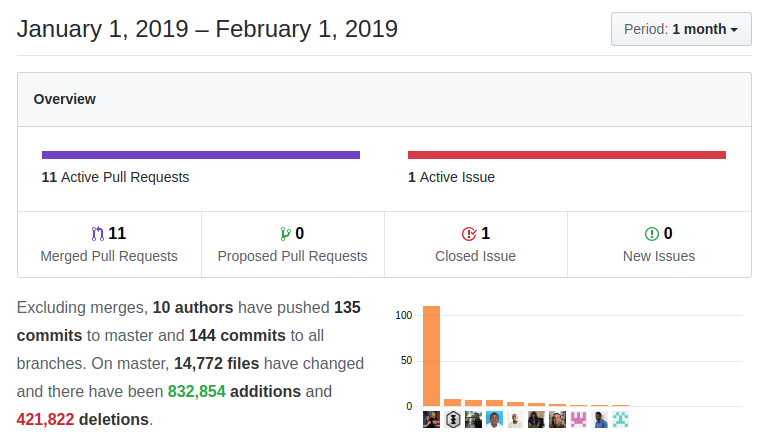 January 1, 2019 – February 1, 2019
Period: 1 month
Overview
11 Active Pull Requests
1 Active Issue
11
Merged Pull Requests
0
Proposed Pull Requests
1
Closed Issue
0
New Issues
Excluding merges, 10 authors have pushed 135
commits to master and 144 commits to all
branches. On master, 14,772 files have changed
and there have been 832,854 additions and
421,822 deletions.
100
50
0